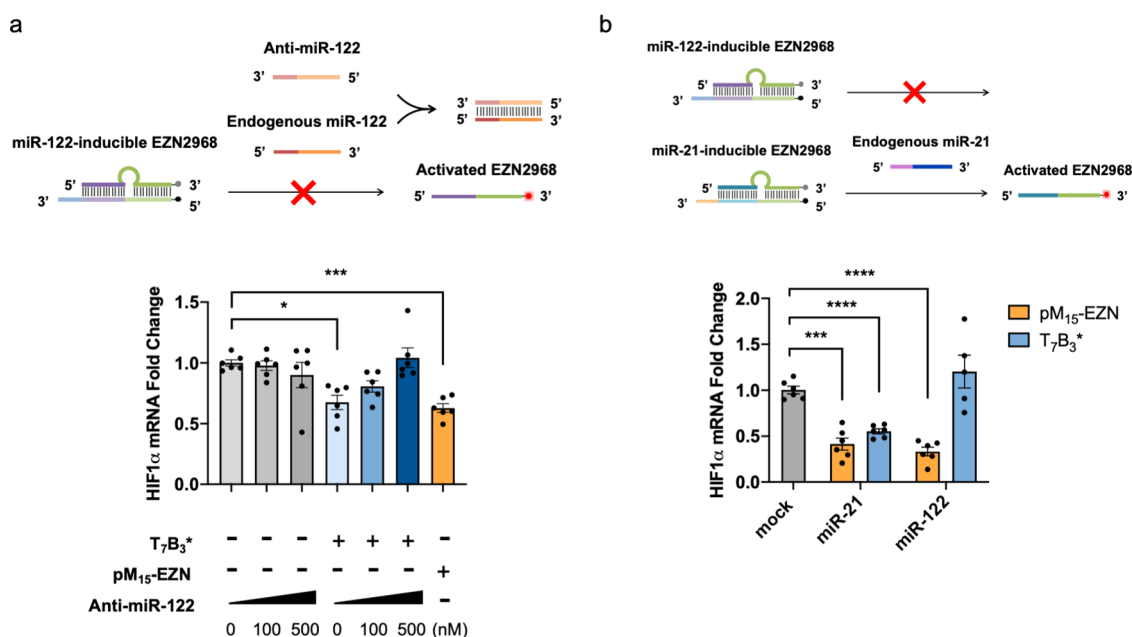 a
Anti-miR-122
3’ 5’
Endogenous miR-122
5’ 3’
3’ 5’
5’ 3’
miR-122-inducible EZN2968
5’ 3’
3’ 5’
Activated EZN2968
5’ 3’
***
*
HIF1α mRNA Fold Change
1.5
1.0
0.5
0.0
T7B3* - - - + + + -
pM15-EZN - - - - - - +
Anti-miR-122 -
0 100 500 0 100 500 (nM)
b
miR-122-inducible EZN2968
5’ 3’
3’ 5’
miR-21-inducible EZN2968
5’ 3’
3’ 5’
Endogenous miR-21
5’ 3’
Activated EZN2968
5’ 3’
****
****
***
HIF1α mRNA Fold Change
2.0
1.5
1.0
0.5
0.0
mock
miR-21
miR-122
pM15-EZN
T7B3*